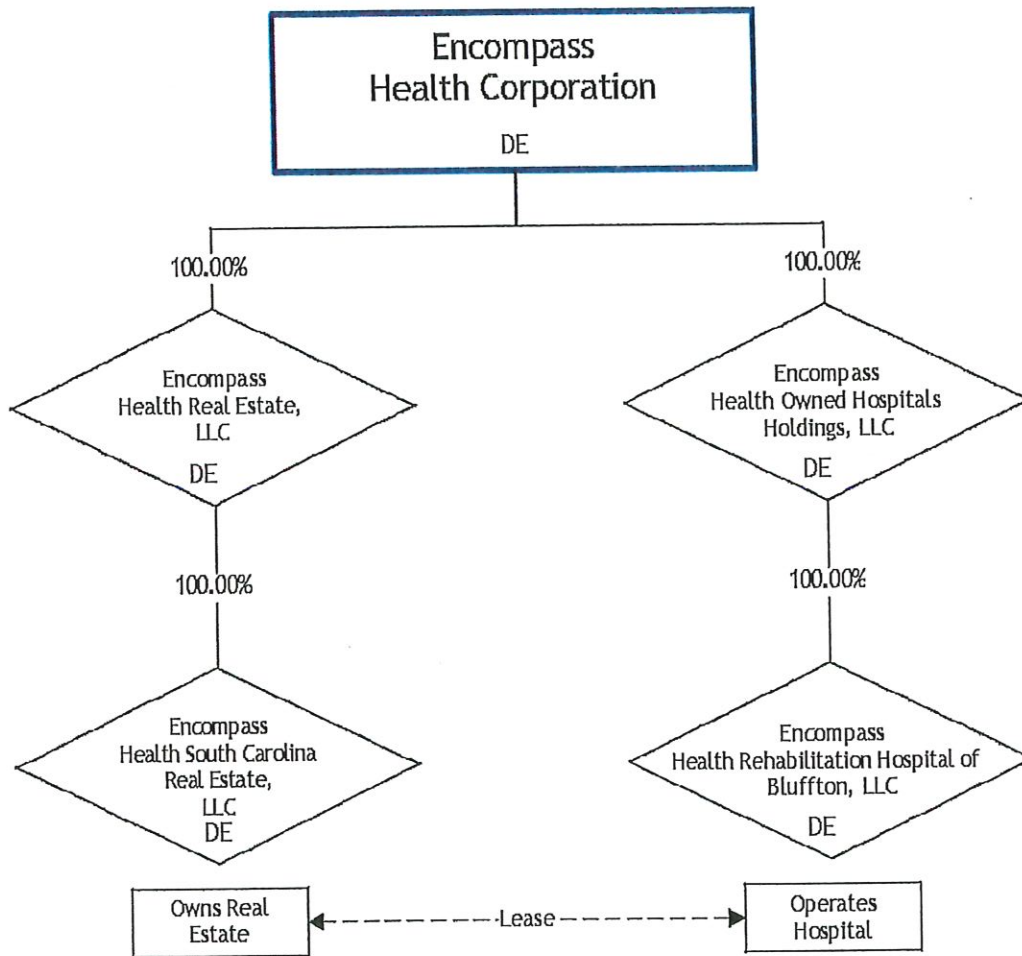 Encompass
Health Corporation
DE
100.00%
100.00%
Encompass
Health Real Estate,
LLC
DE
Encompass
Health Owned Hospitals
Holdings, LLC
DE
100.00%
100.00%
Encompass
Health South Carolina
Real Estate,
LLC
DE
Encompass
Health Rehabilitation Hospital of
Bluffton, LLC
DE
Owns Real
Estate
Lease
Operates
Hospital